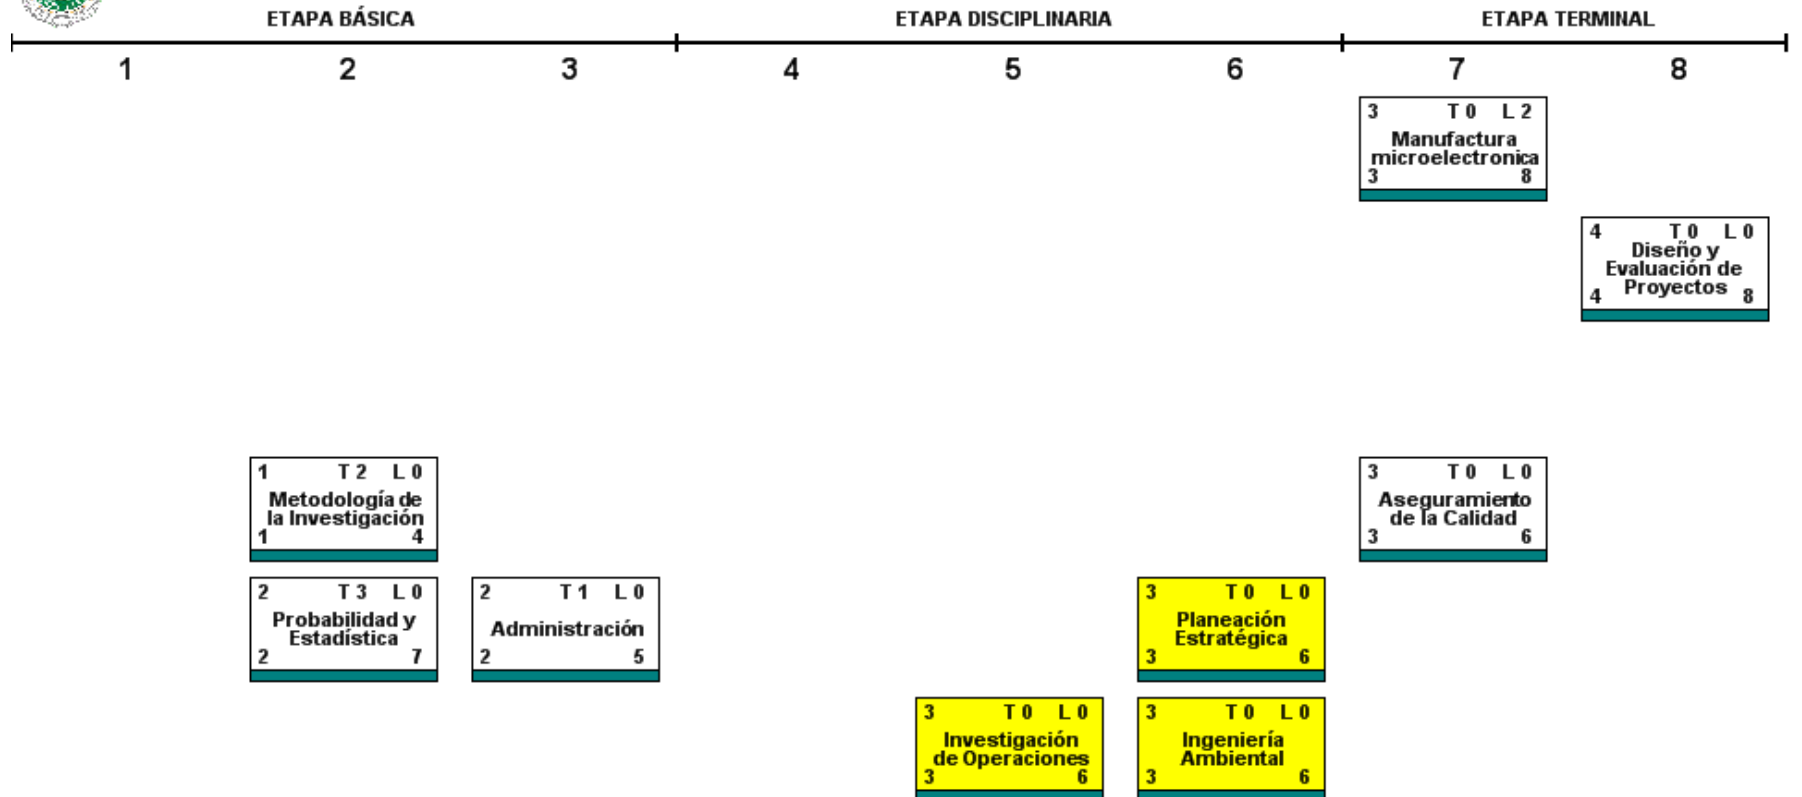 ETAPA BÁSICA ETAPA DISCIPLINARIA ETAPA TERMINAL
1 2 3 4 5 6 7 8
3 T 0 L 2
Manufactura
microelectronica
3 8
4 T 0 L 0
Diseño y
Evaluación de
Proyectos
4 8
1 T 2 L 0
Metodología de
la Investigación
1 4
3 T 0 L 0
Aseguramiento
de la Calidad
3 6
2 T 3 L 0
Probabilidad y
Estadística
2 7
2 T 1 L 0
Administración
2 5
3 T 0 L 0
Planeación
Estratégica
3 6
3 T 0 L 0
Investigación
de Operaciones
3 6
3 T 0 L 0
Ingeniería
Ambiental
3 6